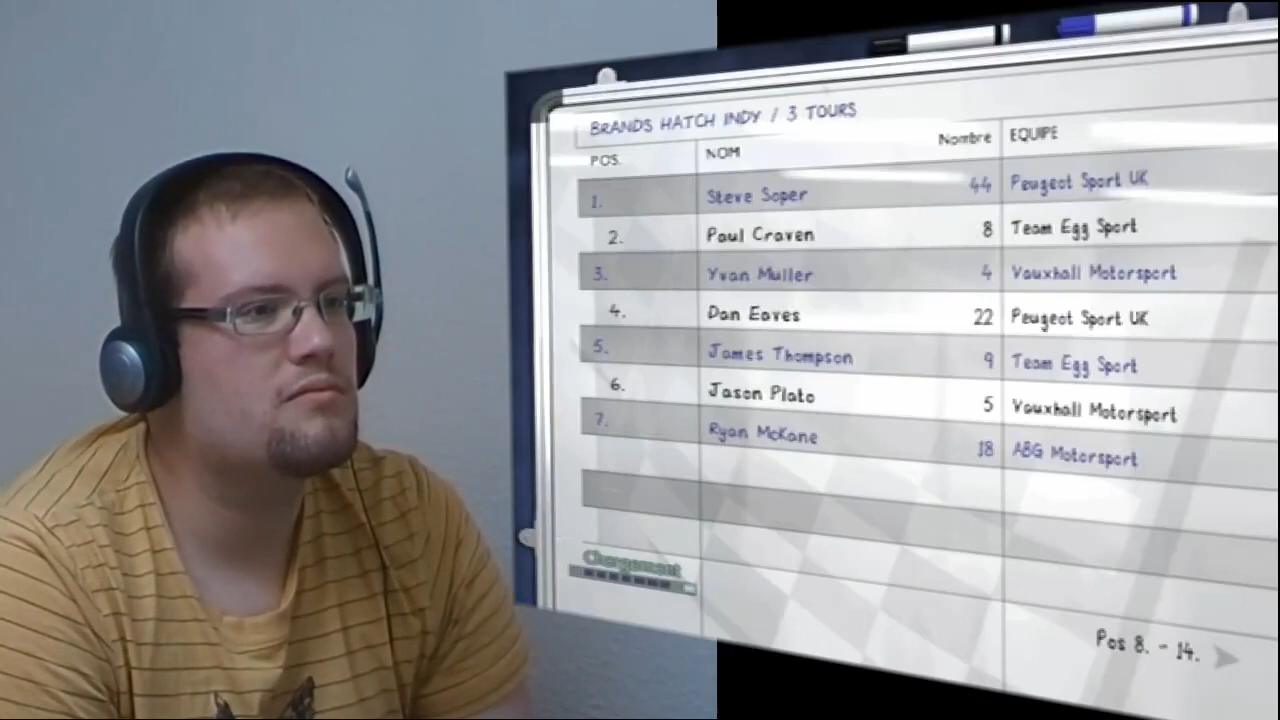 BRANDS HATCH INDY / 3 TOURS
POS. NOM Nombre EQUIPE
1. Steve Soper 44 Peugeot Sport UK
2. Paul Craven 8 Team Egg Sport
3. Yvan Muller 4 Vauxhall Motorsport
4. Dan Eaves 22 Peugeot Sport UK
5. James Thompson 9 Team Egg Sport
6. Jason Plato 5 Vauxhall Motorsport
7. Ryan McKane 18 ABG Motorsport
Chargement
Pos 8. - 14.